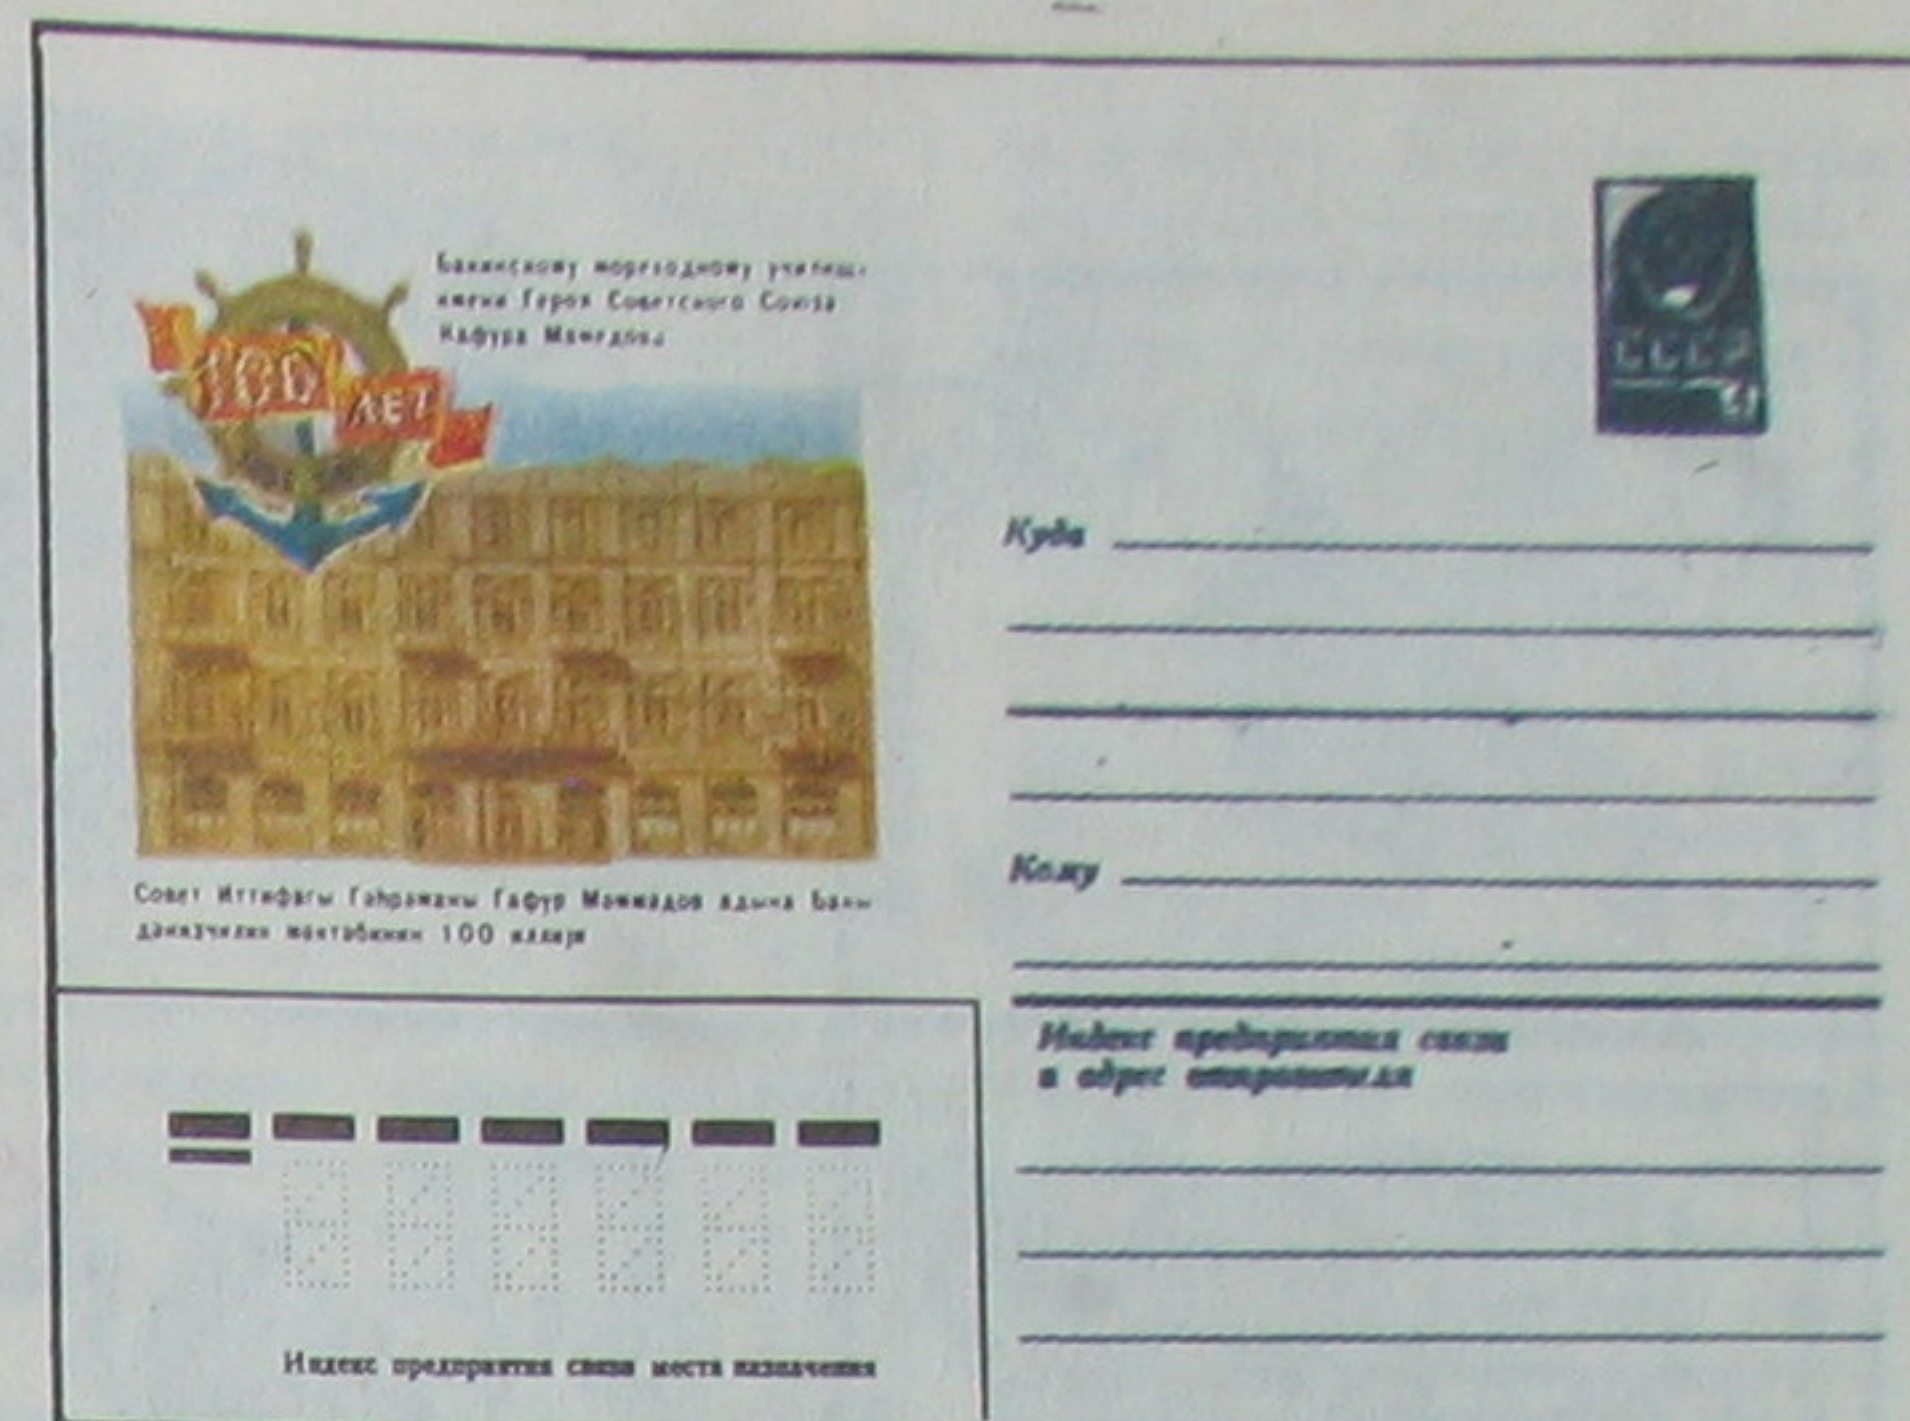 Бакинскому мореходному училищу
имени Героя Советского Союза
Кафура Мамедова
100
ЛЕТ
СССР
Куда
Совет Иттифагы Гәһрәманы Гафур Мәммәдов адына Бакы
дәнизчилик мәктәбинин 100 иллији
Кому
Индекс предприятия связи
и адрес отправителя
Индекс предприятия связи места назначения